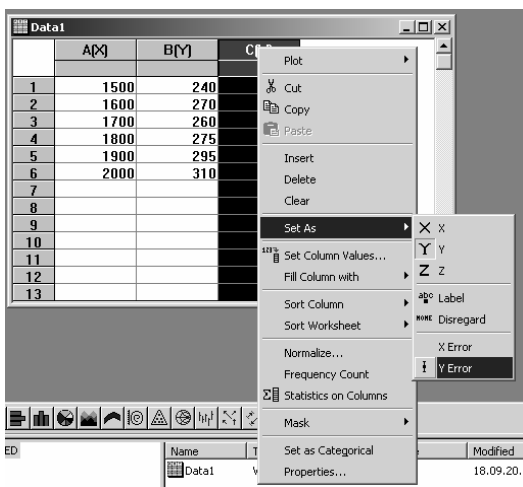 Data1
A(X) B(Y)
1 1500 240
2 1600 270
3 1700 260
4 1800 275
5 1900 295
6 2000 310
7
8
9
10
11
12
13
Plot
Cut
Copy
Paste
Insert
Delete
Clear
Set As
Set Column Values...
Fill Column with
Sort Column
Sort Worksheet
Normalize...
Frequency Count
Statistics on Columns
Mask
Set as Categorical
Properties...
X X
Y Y
Z Z
abc Label
NONE Disregard
X Error
Y Error
ED
Name
Modified
Data1
18.09.20.